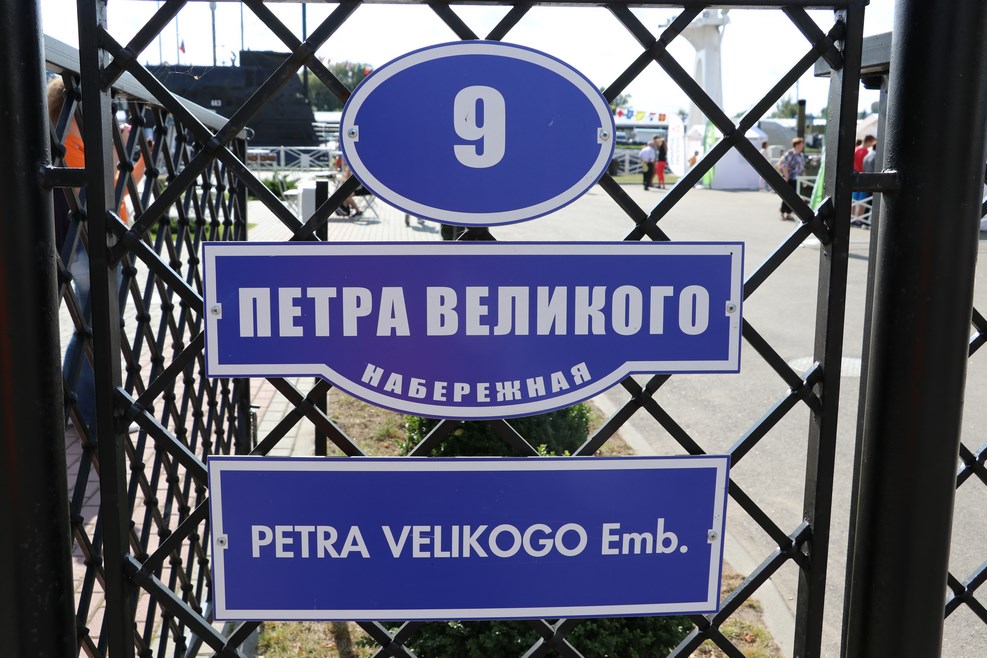 9
ПЕТРА ВЕЛИКОГО
НАБЕРЕЖНАЯ
PETRA VELIKOGO Emb.